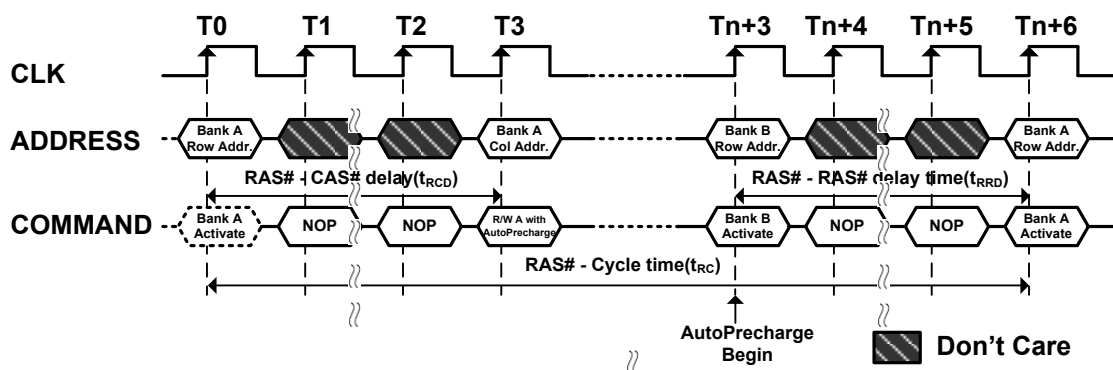 T0 T1 T2 T3 Tn+3 Tn+4 Tn+5 Tn+6
CLK
ADDRESS
Bank A
Row Addr.
Bank A
Col Addr.
Bank B
Row Addr.
Bank A
Row Addr.
RAS# - CAS# delay(tRCD)
RAS# - RAS# delay time(tRRD)
COMMAND
Bank A
Activate
NOP
NOP
R/W A with
AutoPrecharge
Bank B
Activate
NOP
NOP
Bank A
Activate
RAS# - Cycle time(tRC)
AutoPrecharge
Begin
Don't Care